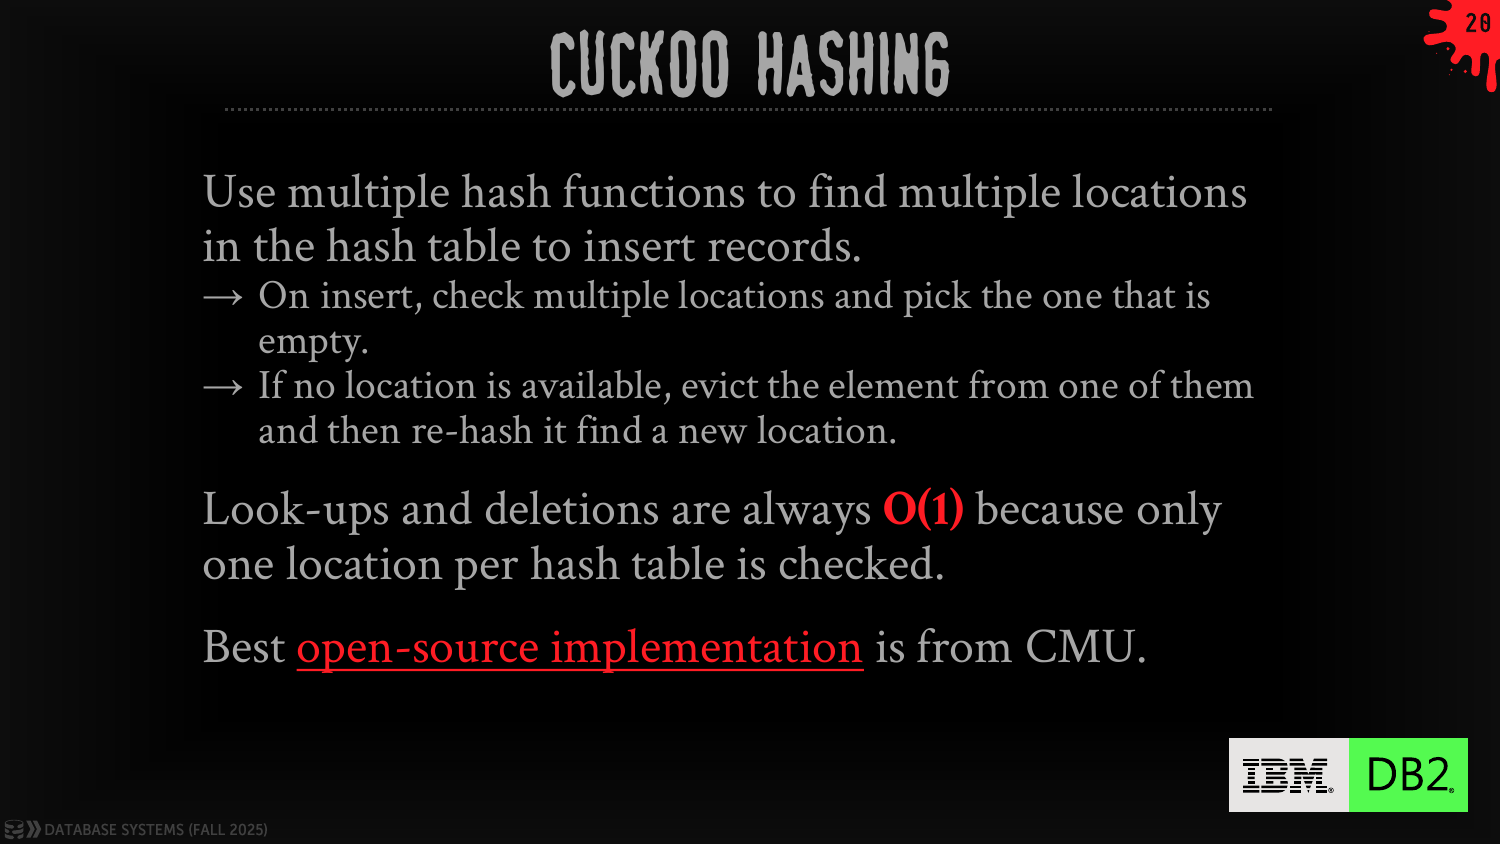 20
CUCKOO HASHING
Use multiple hash functions to find multiple locations
in the hash table to insert records.
→ On insert, check multiple locations and pick the one that is
empty.
→ If no location is available, evict the element from one of them
and then re-hash it find a new location.
Look-ups and deletions are always O(1) because only
one location per hash table is checked.
Best open-source implementation is from CMU.
IBM® DB2®
DATABASE SYSTEMS (FALL 2025)